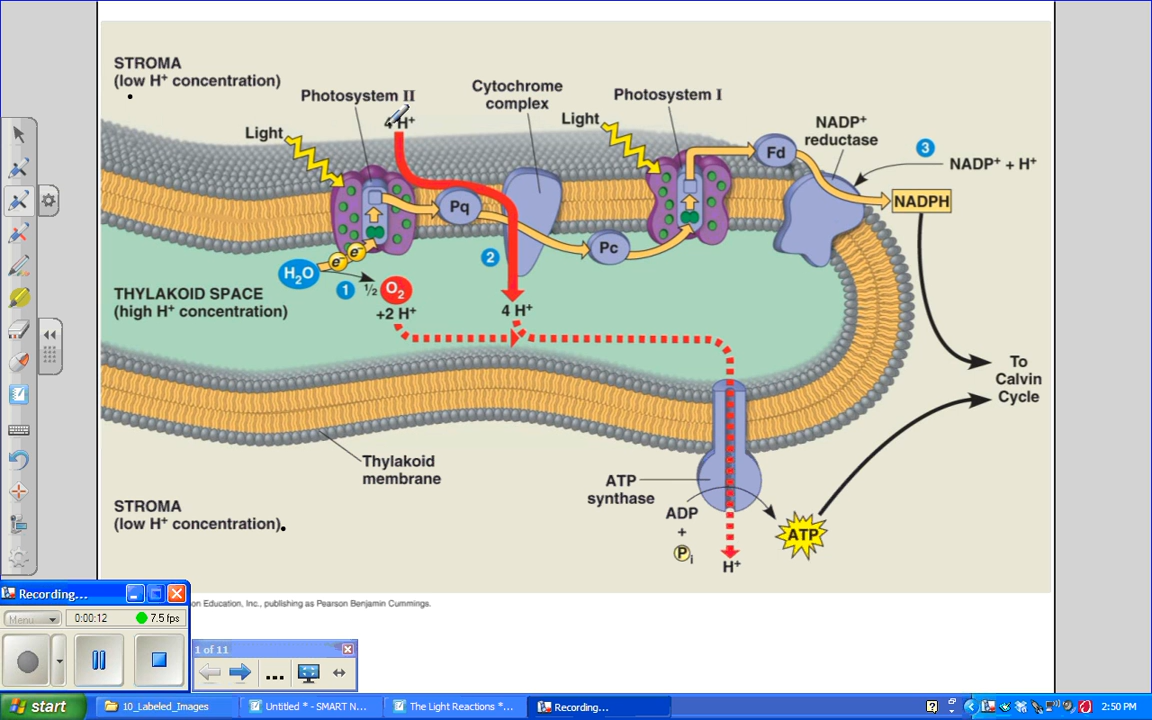 STROMA
(low H⁺ concentration)
Photosystem II
4 H⁺
Cytochrome
complex
Photosystem I
Light
Light
NADP⁺
reductase
3
NADP⁺ + H⁺
Fd
NADPH
Pq
Pc
2
e⁻
e⁻
H₂O
1
½ O₂
+2 H⁺
THYLAKOID SPACE
(high H⁺ concentration)
4 H⁺
To
Calvin
Cycle
Thylakoid
membrane
ATP
synthase
ADP
+
Pᵢ
ATP
H⁺
STROMA
(low H⁺ concentration)
on Education, Inc., publishing as Pearson Benjamin Cummings.
Recording...
Menu
0:00:12
7.5 fps
1 of 11
...
start
10_Labeled_Images
Untitled * - SMART N...
The Light Reactions *...
Recording...
2:50 PM